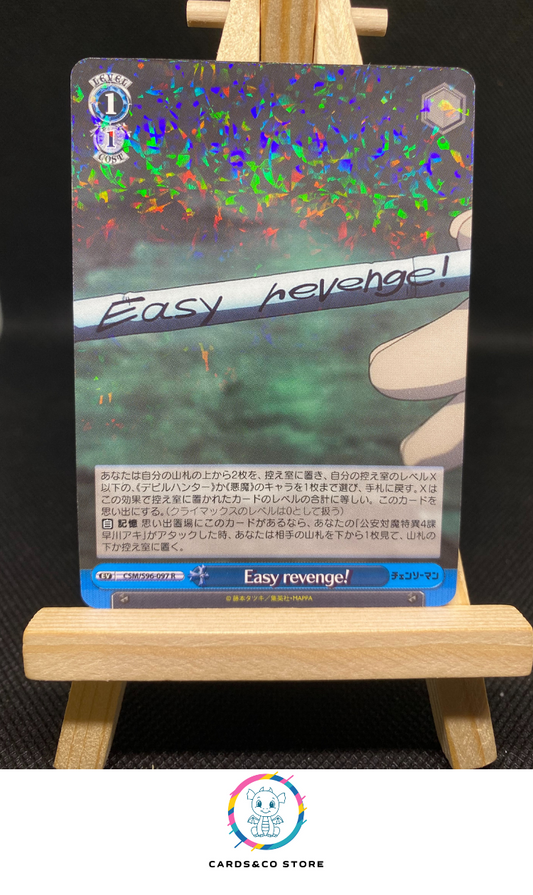 LEVEL
1
1
COST
Easy revenge!
あなたは自分の山札の上から2枚を、控え室に置き、自分の控え室のレベルX
以下の、《デビルハンター》か《悪魔》のキャラを1枚まで選び、手札に戻す。Xは
この効果で控え室に置かれたカードのレベルの合計に等しい。このカードを
思い出にする。(クライマックスのレベルは0として扱う)
記憶 思い出置場にこのカードがあるなら、あなたの「公安対魔特異4課
早川アキ」がアタックした時、あなたは相手の山札を下から1枚見て、山札の
下か控え室に置く。
EV CSM/S96-097 R Easy revenge! チェンソーマン
©藤本タツキ/集英社・MAPPA
CARDS&CO STORE